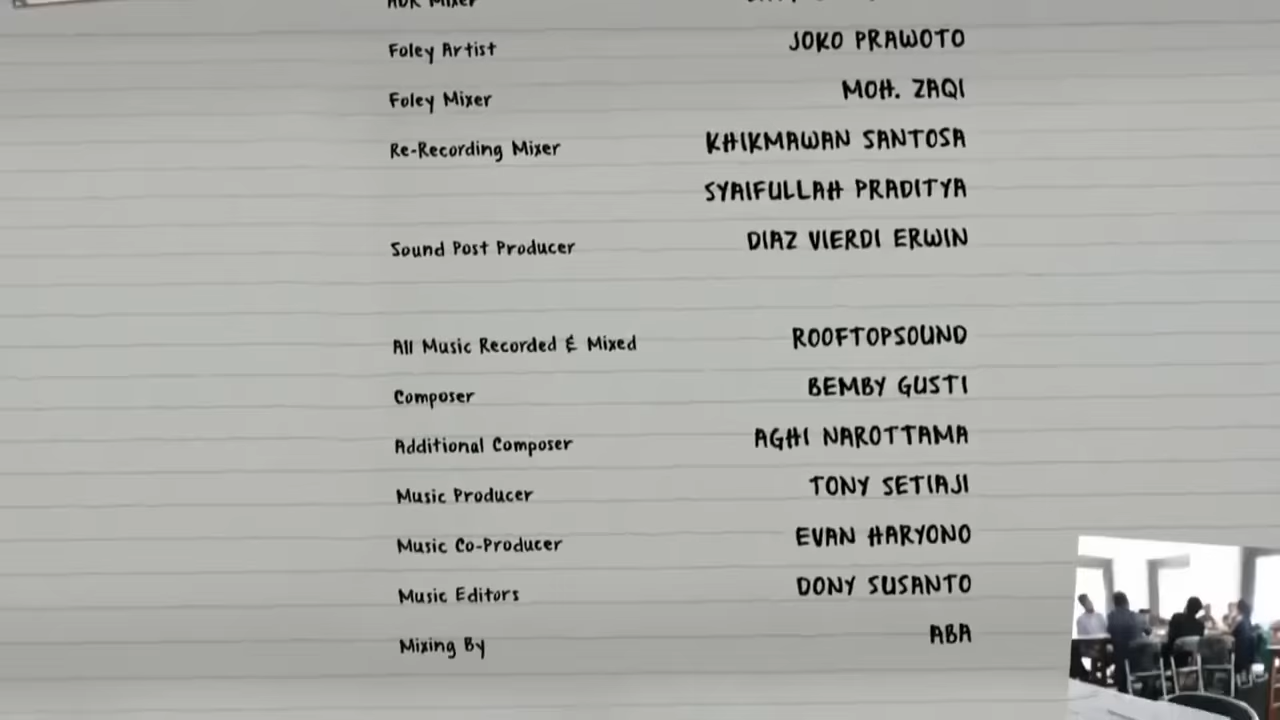 ADR Mixer
Foley Artist JOKO PRAWOTO
Foley Mixer MOH. ZAQI
Re-Recording Mixer KHIKMAWAN SANTOSA
SYAIFULLAH PRADITYA
Sound Post Producer DIAZ VIERDI ERWIN
All Music Recorded & Mixed ROOFTOPSOUND
Composer BEMBY GUSTI
Additional Composer AGHI NAROTTAMA
Music Producer TONY SETIAJI
Music Co-Producer EVAN HARYONO
Music Editors DONY SUSANTO
Mixing By ABA